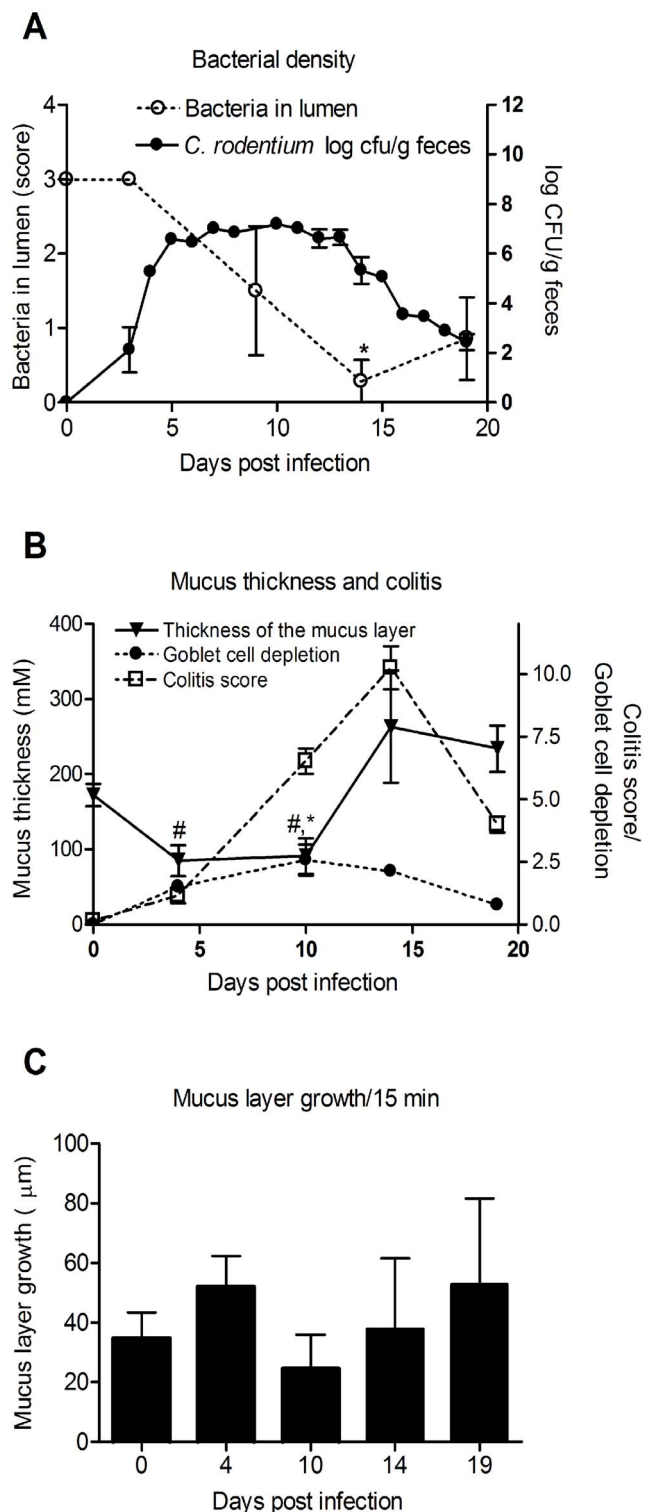 A
Bacterial density
Bacteria in lumen
C. rodentium log cfu/g feces
Bacteria in lumen (score)
4
3
2
1
0
log CFU/g feces
12
10
8
6
4
2
0
*
0 5 10 15 20
Days post infection
B
Mucus thickness and colitis
Thickness of the mucus layer
Goblet cell depletion
Colitis score
Mucus thickness (mM)
400
300
200
100
0
Colitis score/
Goblet cell depletion
10.0
7.5
5.0
2.5
0.0
#
#,*
0 5 10 15 20
Days post infection
C
Mucus layer growth/15 min
Mucus layer growth ( μm)
100
80
60
40
20
0
0 4 10 14 19
Days post infection